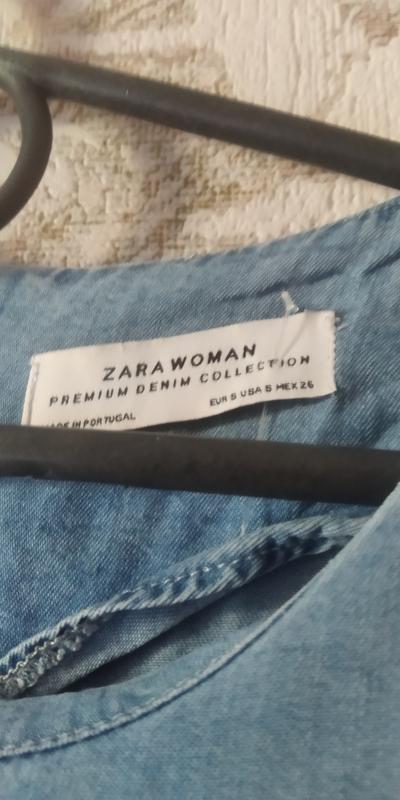 ZARA WOMAN
PREMIUM DENIM COLLECTION
MADE IN PORTUGAL
EUR S USA S MEX 26